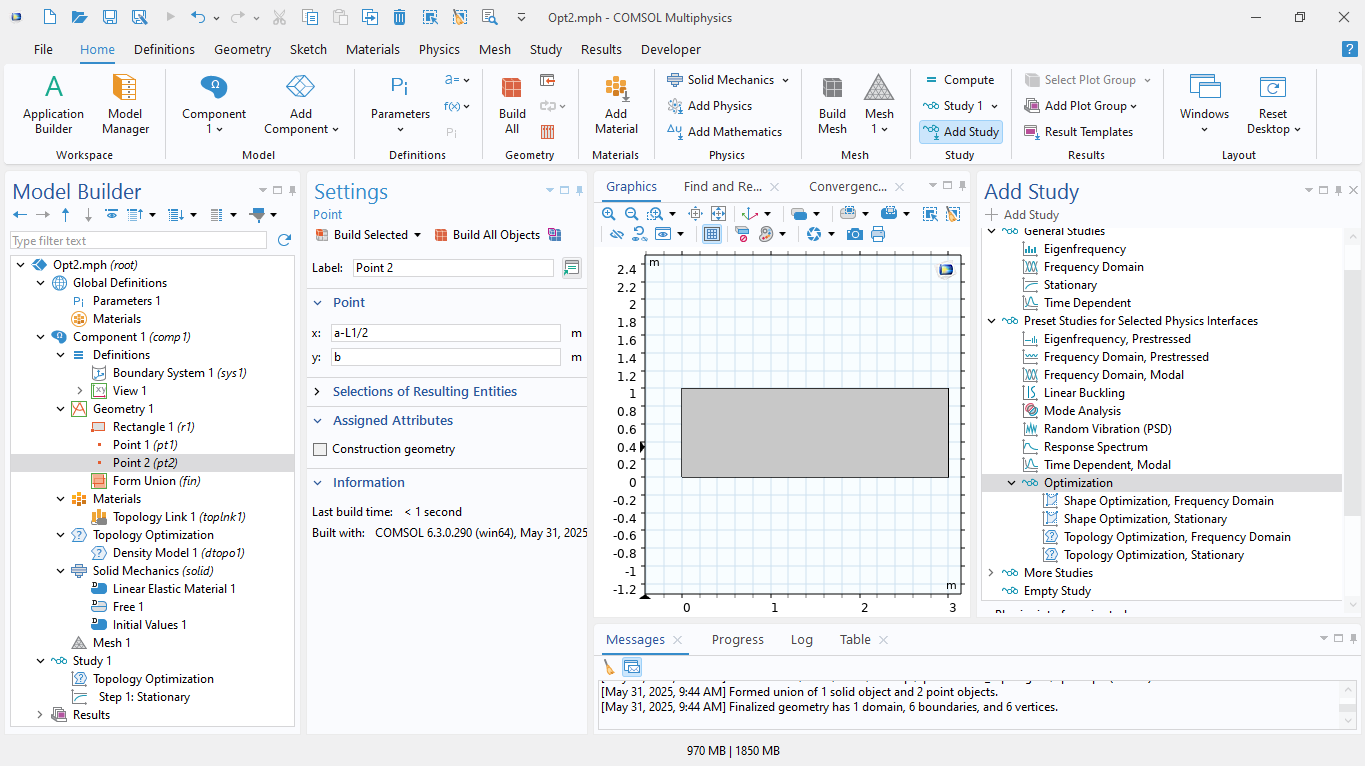 Opt2.mph - COMSOL Multiphysics
File Home Definitions Geometry Sketch Materials Physics Mesh Study Results Developer
?
Application Builder
Model Manager
Workspace
Component 1
Add Component
Model
Parameters
a=
f(x)
Pi
Definitions
Build All
Geometry
Add Material
Materials
Solid Mechanics
Add Physics
Add Mathematics
Physics
Build Mesh
Mesh 1
Mesh
Compute
Study 1
Add Study
Study
Select Plot Group
Add Plot Group
Result Templates
Results
Windows
Reset Desktop
Layout
Model Builder
Type filter text
Opt2.mph (root)
Global Definitions
Parameters 1
Materials
Component 1 (comp1)
Definitions
Boundary System 1 (sys1)
View 1
Geometry 1
Rectangle 1 (r1)
Point 1 (pt1)
Point 2 (pt2)
Form Union (fin)
Materials
Topology Link 1 (toplnk1)
Topology Optimization
Density Model 1 (dtopo1)
Solid Mechanics (solid)
Linear Elastic Material 1
Free 1
Initial Values 1
Mesh 1
Study 1
Topology Optimization
Step 1: Stationary
Results
Settings
Point
Build Selected
Build All Objects
Label: Point 2
Point
x: a-L1/2 m
y: b m
Selections of Resulting Entities
Assigned Attributes
Construction geometry
Information
Last build time: < 1 second
Built with: COMSOL 6.3.0.290 (win64), May 31, 2025
Graphics Find and Re... Convergenc...
m
2.4
2.2
2
1.8
1.6
1.4
1.2
1
0.8
0.6
0.4
0.2
0
-0.2
-0.4
-0.6
-0.8
-1
-1.2
m
0 1 2 3
Messages Progress Log Table
[May 31, 2025, 9:44 AM] Formed union of 1 solid object and 2 point objects.
[May 31, 2025, 9:44 AM] Finalized geometry has 1 domain, 6 boundaries, and 6 vertices.
Add Study
Add Study
General Studies
Eigenfrequency
Frequency Domain
Stationary
Time Dependent
Preset Studies for Selected Physics Interfaces
Eigenfrequency, Prestressed
Frequency Domain, Prestressed
Frequency Domain, Modal
Linear Buckling
Mode Analysis
Random Vibration (PSD)
Response Spectrum
Time Dependent, Modal
Optimization
Shape Optimization, Frequency Domain
Shape Optimization, Stationary
Topology Optimization, Frequency Domain
Topology Optimization, Stationary
More Studies
Empty Study
970 MB | 1850 MB